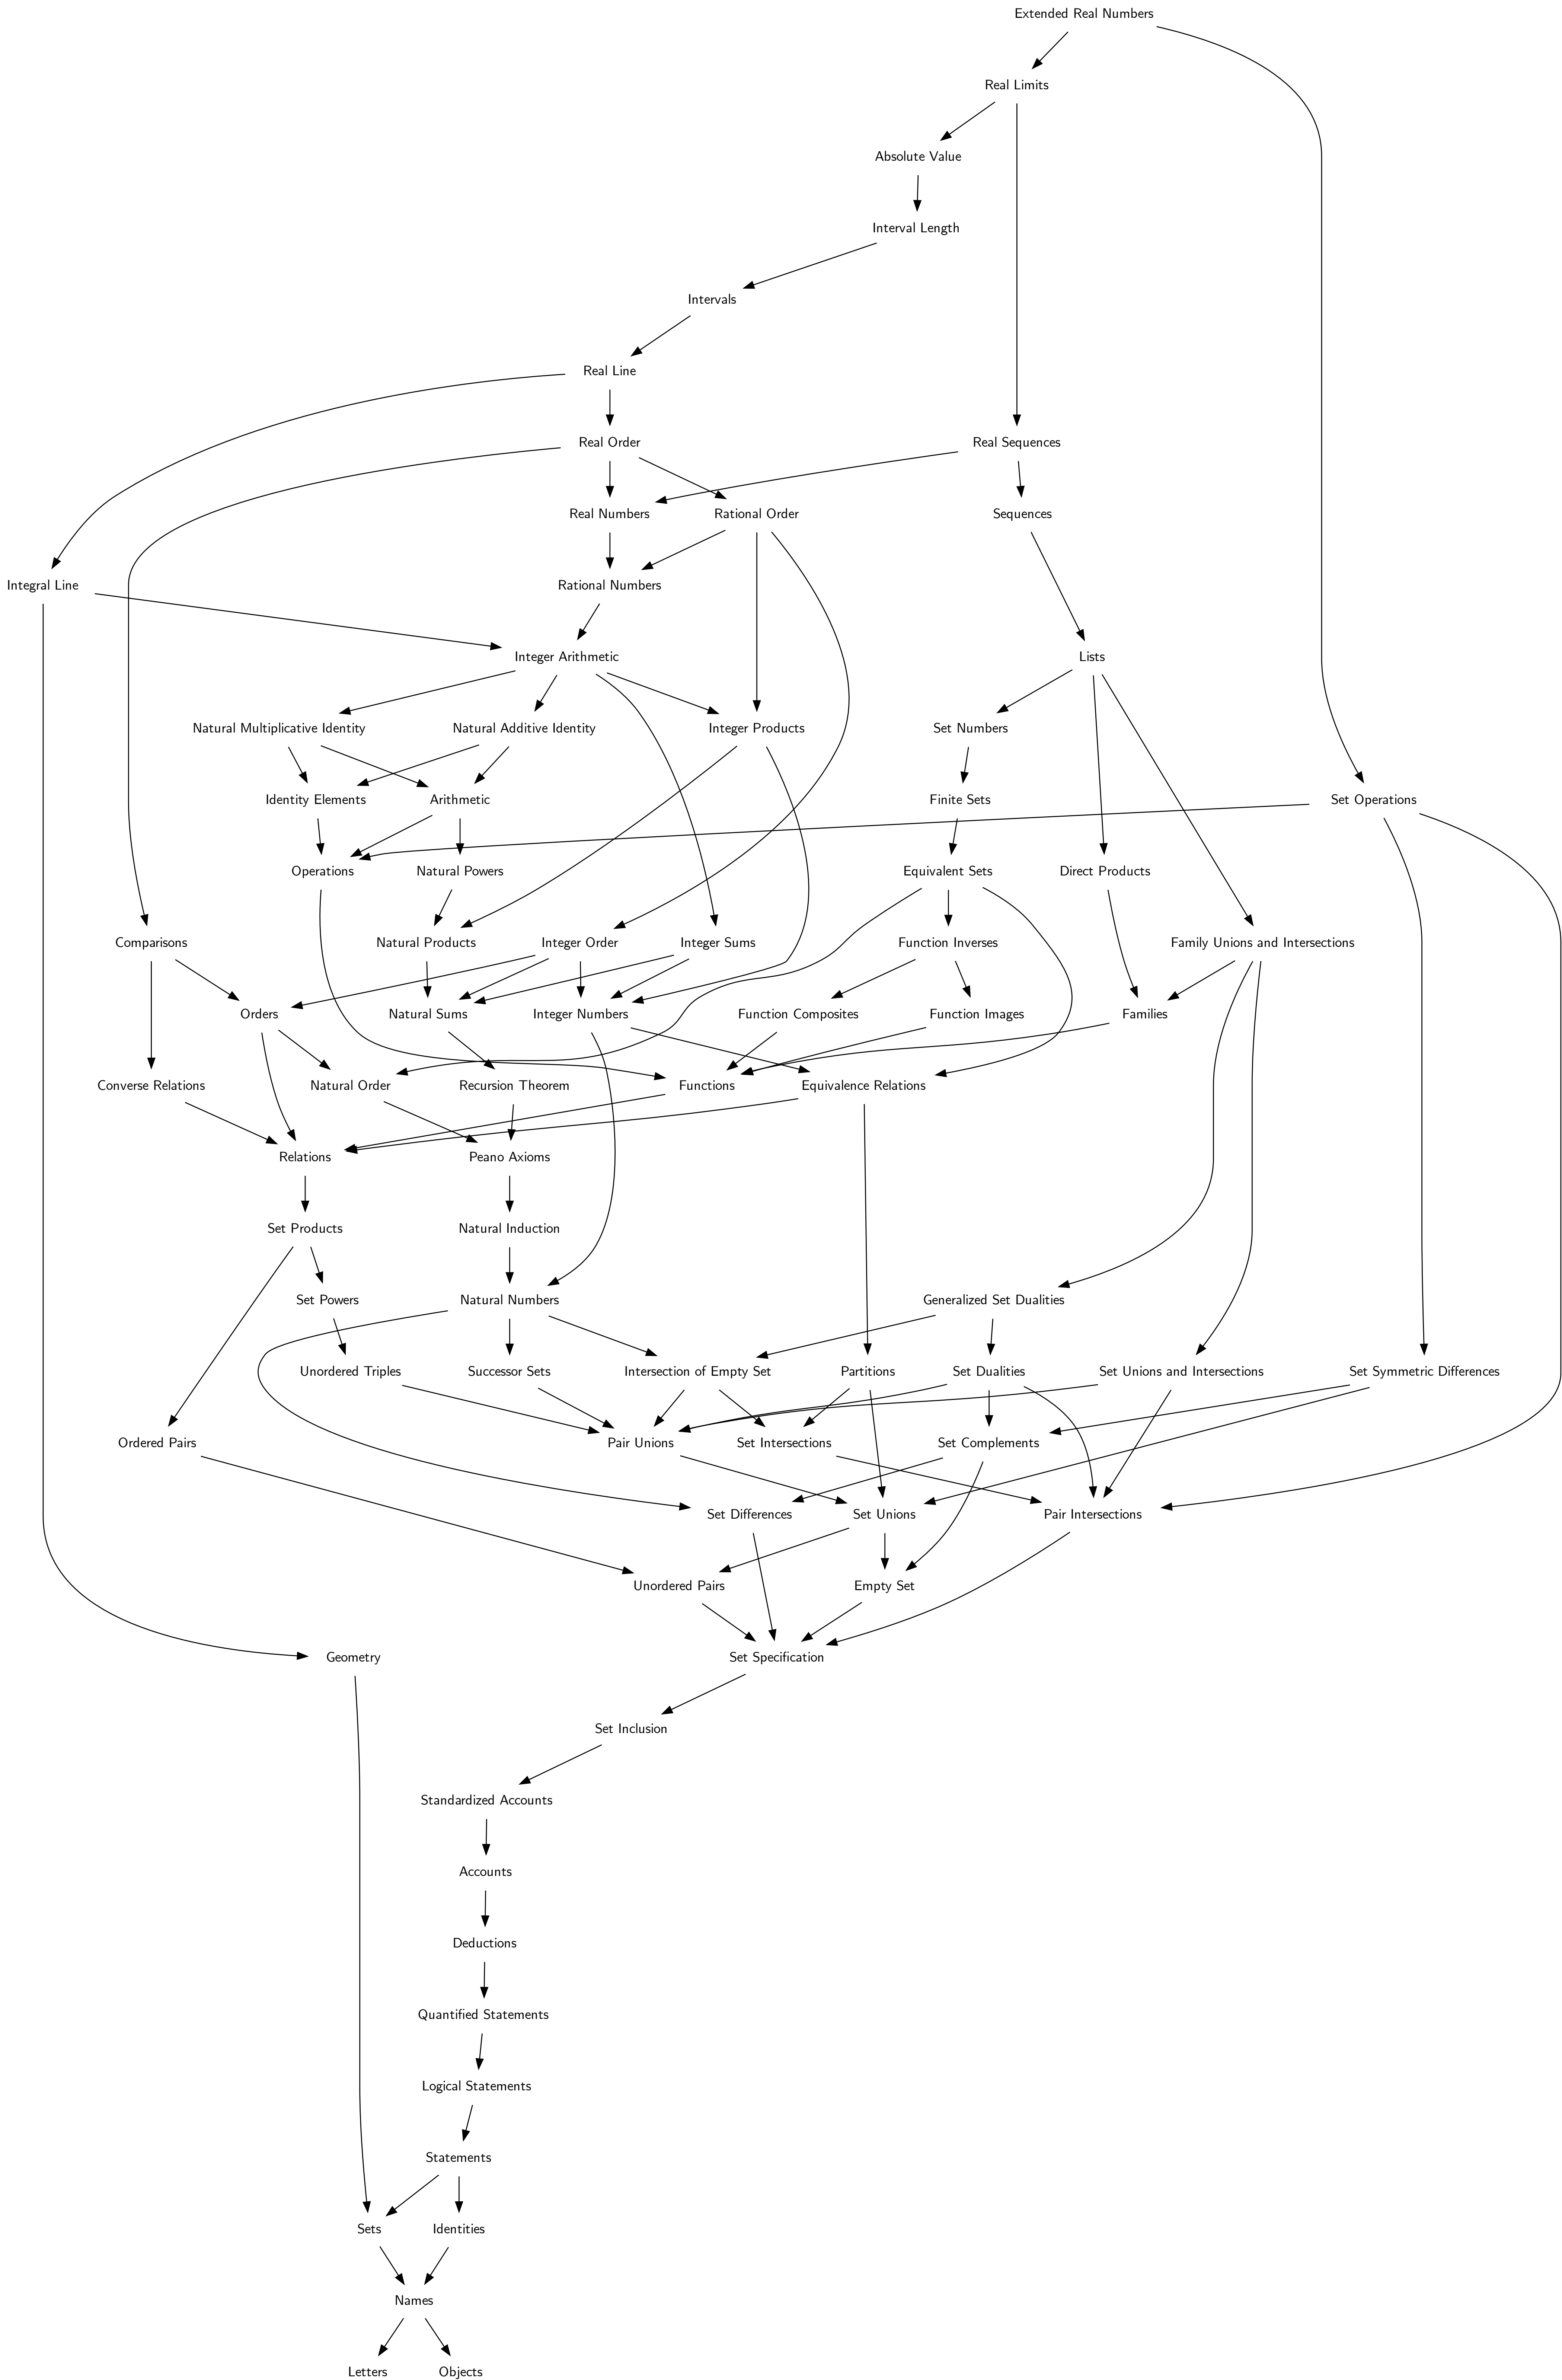 Extended Real Numbers
Real Limits
Absolute Value
Interval Length
Intervals
Real Line
Real Order
Real Sequences
Real Numbers
Rational Order
Sequences
Integral Line
Rational Numbers
Integer Arithmetic
Lists
Natural Multiplicative Identity
Natural Additive Identity
Integer Products
Set Numbers
Identity Elements
Arithmetic
Finite Sets
Set Operations
Operations
Natural Powers
Equivalent Sets
Direct Products
Comparisons
Natural Products
Integer Order
Integer Sums
Function Inverses
Family Unions and Intersections
Orders
Natural Sums
Integer Numbers
Function Composites
Function Images
Families
Converse Relations
Natural Order
Recursion Theorem
Functions
Equivalence Relations
Relations
Peano Axioms
Set Products
Natural Induction
Set Powers
Natural Numbers
Generalized Set Dualities
Unordered Triples
Successor Sets
Intersection of Empty Set
Partitions
Set Dualities
Set Unions and Intersections
Set Symmetric Differences
Ordered Pairs
Pair Unions
Set Intersections
Set Complements
Set Differences
Set Unions
Pair Intersections
Unordered Pairs
Empty Set
Geometry
Set Specification
Set Inclusion
Standardized Accounts
Accounts
Deductions
Quantified Statements
Logical Statements
Statements
Sets
Identities
Names
Letters
Objects